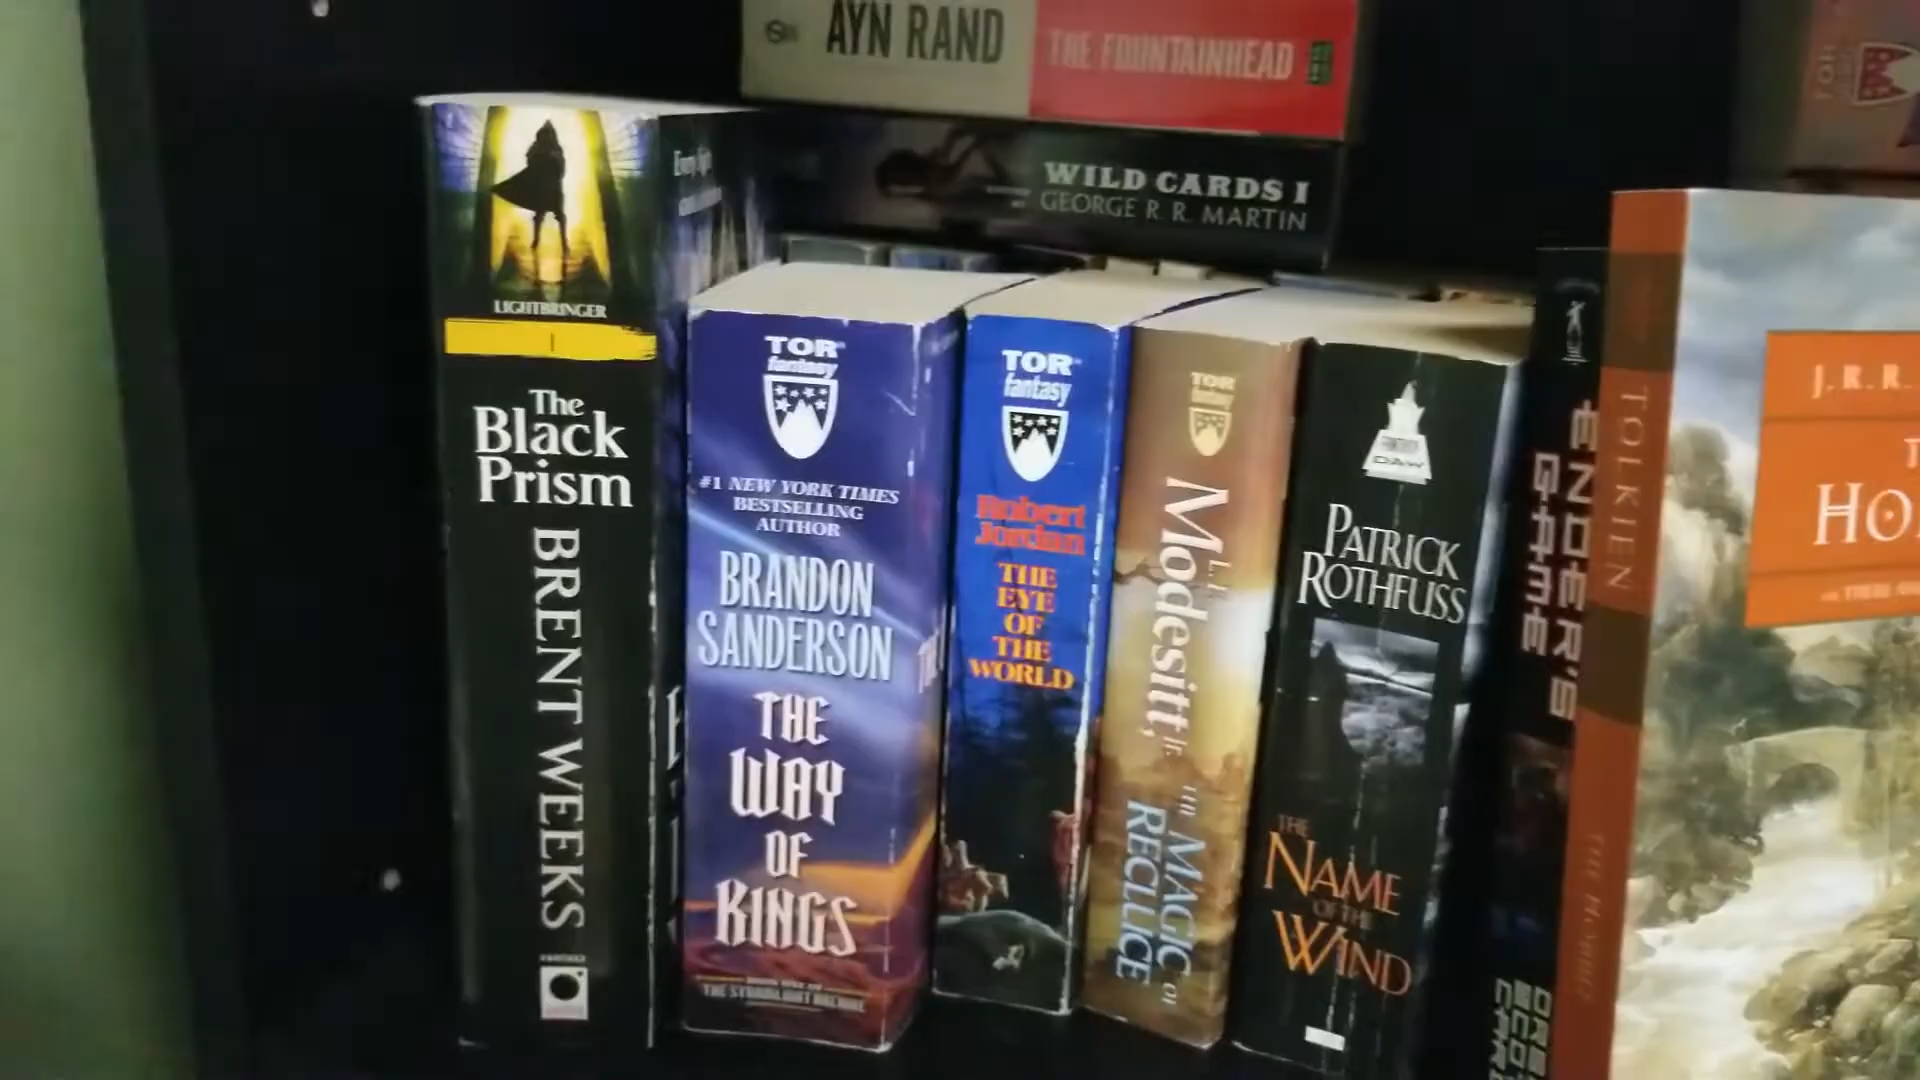 AYN RAND
THE FOUNTAINHEAD
WILD CARDS I
GEORGE R. R. MARTIN
LIGHTBRINGER
I
The
Black
Prism
BRENT WEEKS
TOR
fantasy
#1 NEW YORK TIMES
BESTSELLING
AUTHOR
BRANDON
SANDERSON
THE
WAY
OF
KINGS
TOR
fantasy
Robert
Jordan
THE
EYE
OF
THE
WORLD
TOR
fantasy
L.E. Modesitt, Jr.
THE MAGIC OF
RECLUCE
FANTASY
DAW
PATRICK
ROTHFUSS
THE
NAME
OF THE
WIND
ENDER'S
GAME
TOLKIEN
THE HOBBIT
J.R.R.
HO